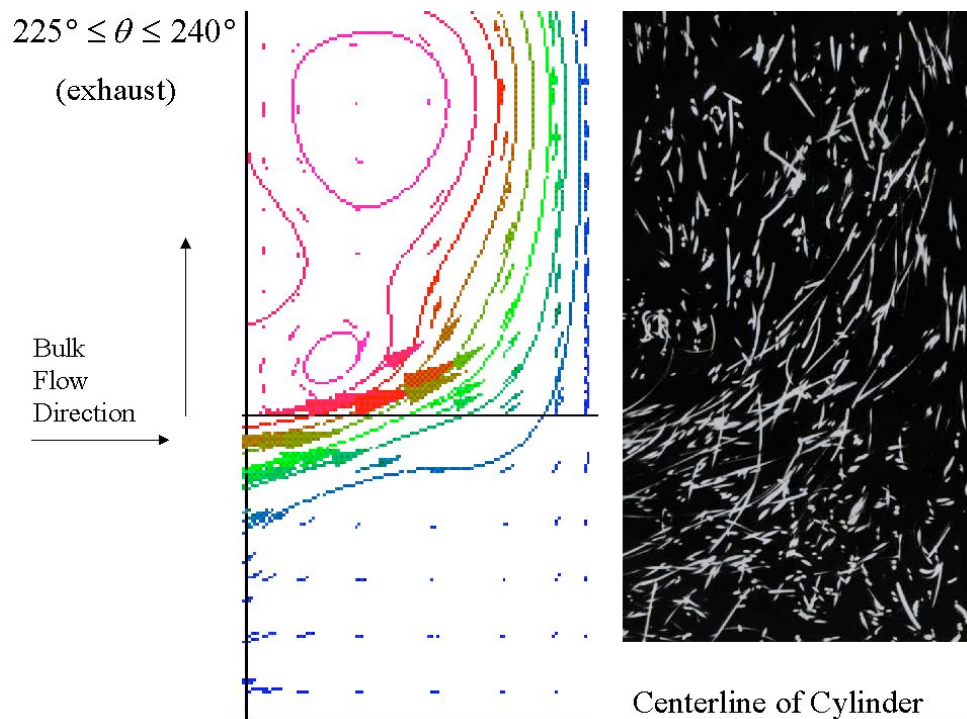 225° ≤ θ ≤ 240°
(exhaust)
Bulk
Flow
Direction
Centerline of Cylinder